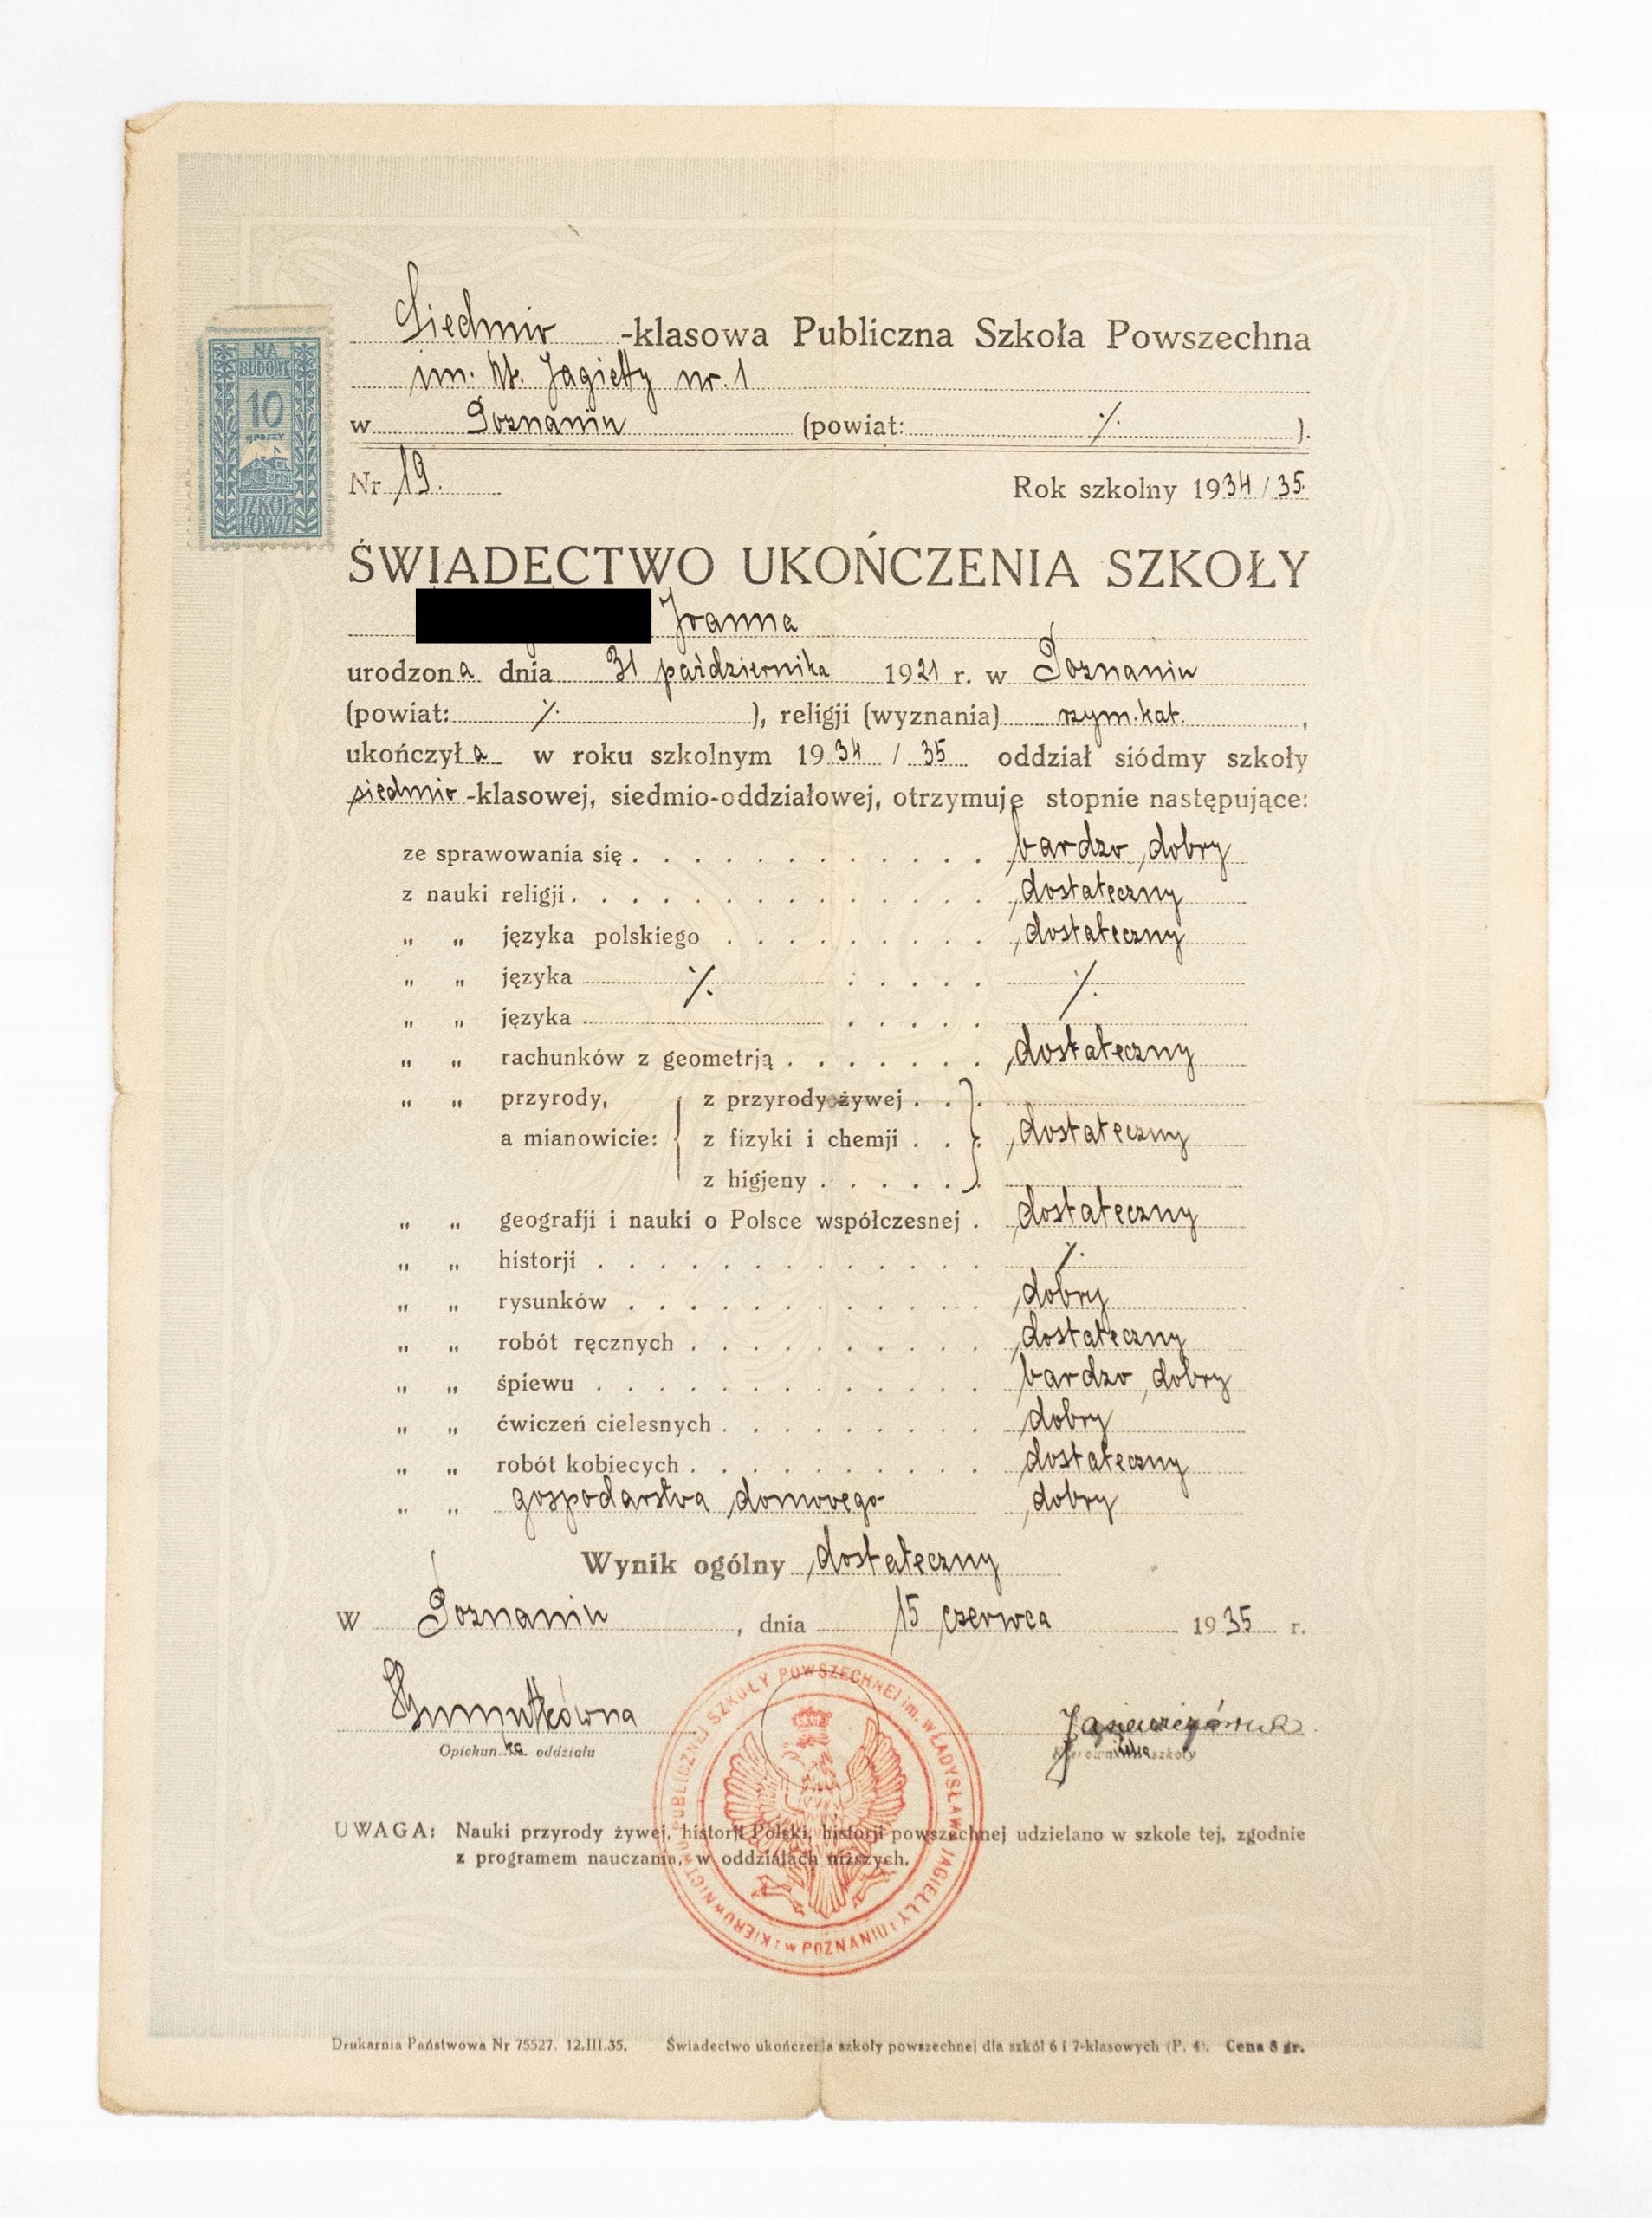 Siedmio -klasowa Publiczna Szkoła Powszechna
im. Wł. Jagiełły nr. 1
w Poznaniu (powiat: ./. ).
NA BUDOWĘ
10
groszy
SZKÓŁ
POWSZ
Nr 19. Rok szkolny 1934/35.
ŚWIADECTWO UKOŃCZENIA SZKOŁY
Joanna
urodzona dnia 31 października 1921 r. w Poznaniu
(powiat: ./. ), religji (wyznania) rzym. kat. ,
ukończyła w roku szkolnym 1934 / 35 oddział siódmy szkoły
siedmio-klasowej, siedmio-oddziałowej, otrzymuję stopnie następujące:
ze sprawowania się . . . . . . . . . . . . bardzo dobry
z nauki religji . . . . . . . . . . . . . . dostateczny
„ „ języka polskiego . . . . . . . . . dostateczny
„ „ języka ./. . . . . . ./.
„ „ języka . . . . .
„ „ rachunków z geometrją . . . . . . . dostateczny
„ „ przyrody, z przyrody żywej . . .
a mianowicie: z fizyki i chemji . . . dostateczny
z higjeny . . . . .
„ „ geografji i nauki o Polsce współczesnej . dostateczny
„ „ historji . . . . . . . . . . . . . ./.
„ „ rysunków . . . . . . . . . . . . dobry
„ „ robót ręcznych . . . . . . . . . . dostateczny
„ „ śpiewu . . . . . . . . . . . . . bardzo dobry
„ „ ćwiczeń cielesnych . . . . . . . . . dobry
„ „ robót kobiecych . . . . . . . . . . dostateczny
„ „ gospodarstwa domowego dobry
Wynik ogólny dostateczny
W Poznaniu , dnia 15 czerwca 1935 r.
Opiekunka oddziału
szkoły
KIEROWNICTWO PUBLICZNEJ SZKOŁY POWSZECHNEJ im. WŁADYSŁAWA JAGIEŁŁY 1 w POZNANIU
UWAGA: Nauki przyrody żywej, historji Polski, historji powszechnej udzielano w szkole tej, zgodnie
z programem nauczania, w oddziałach niższych.
Drukarnia Państwowa Nr 75527. 12.III.35. Świadectwo ukończenia szkoły powszechnej dla szkół 6 i 7-klasowych (P. 4). Cena 8 gr.